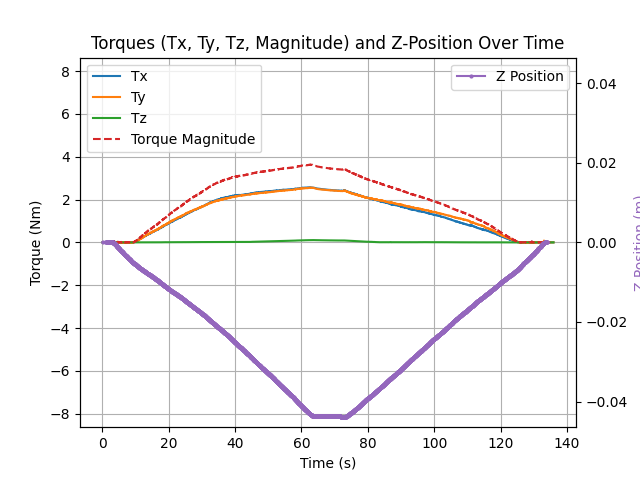 Torques (Tx, Ty, Tz, Magnitude) and Z-Position Over Time
Tx
Ty
Tz
Torque Magnitude
Z Position
8
6
4
2
0
−2
−4
−6
−8
Torque (Nm)
0.04
0.02
0.00
−0.02
−0.04
Z Position (m)
0 20 40 60 80 100 120 140
Time (s)